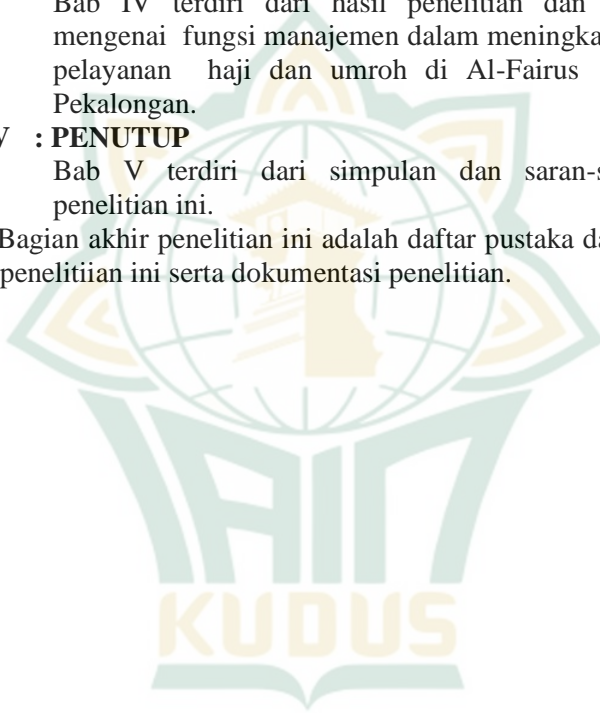 Bab IV terdiri dari hasil penelitian dan
mengenai fungsi manajemen dalam meningka
pelayanan haji dan umroh di Al-Fairus
Pekalongan.
V : PENUTUP
Bab V terdiri dari simpulan dan saran-s
penelitian ini.
Bagian akhir penelitian ini adalah daftar pustaka da
penelitiian ini serta dokumentasi penelitian.
IAIN
KUDUS